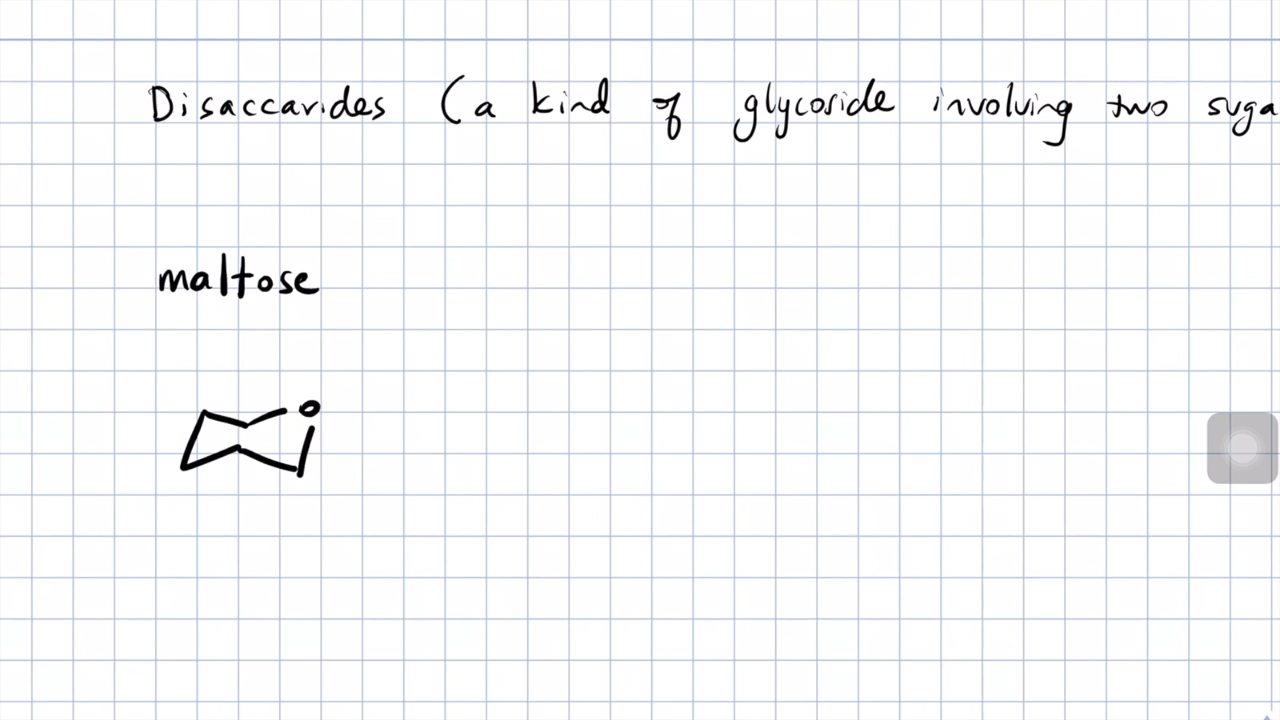 Disaccarides (a kind of glycoside involving two suga
maltose
O